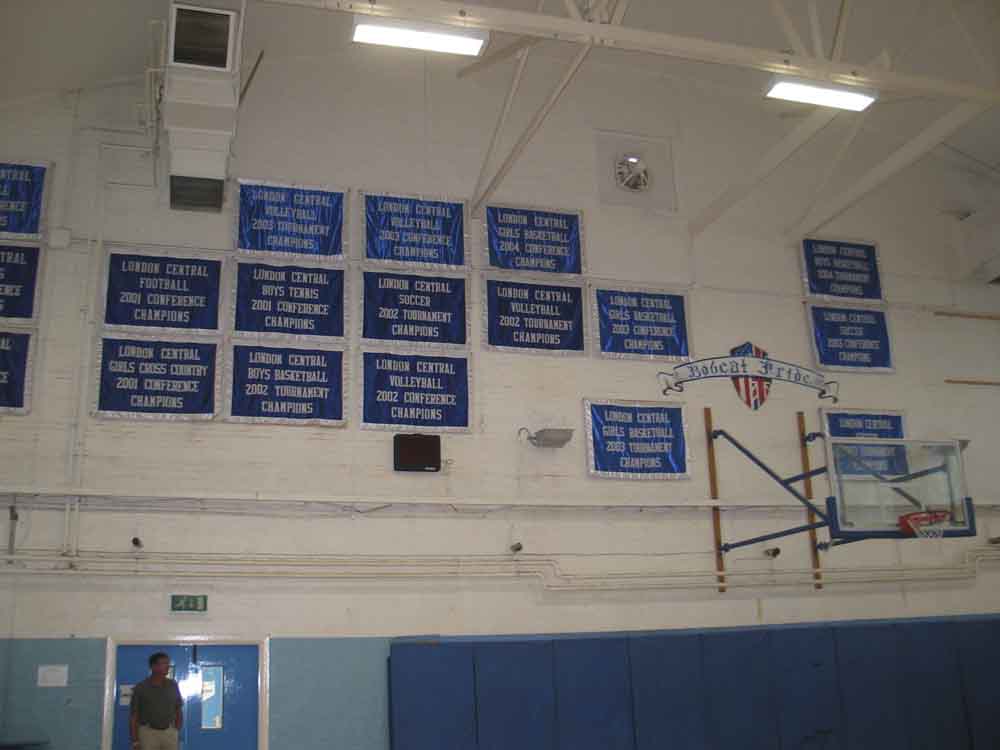 TRAL
LONDON CENTRAL
VOLLEYBALL
2003 TOURNAMENT
CHAMPIONS
LONDON CENTRAL
VOLLEYBALL
2003 CONFERENCE
CHAMPIONS
LONDON CENTRAL
GIRLS BASKETBALL
2004 CONFERENCE
CHAMPIONS
LONDON CENTRAL
BOYS BASKETBALL
2004 TOURNAMENT
CHAMPIONS
TRAL
LONDON CENTRAL
FOOTBALL
2001 CONFERENCE
CHAMPIONS
LONDON CENTRAL
BOYS TENNIS
2001 CONFERENCE
CHAMPIONS
LONDON CENTRAL
SOCCER
2002 TOURNAMENT
CHAMPIONS
LONDON CENTRAL
VOLLEYBALL
2002 TOURNAMENT
CHAMPIONS
LONDON CENTRAL
GIRLS BASKETBALL
2003 CONFERENCE
CHAMPIONS
LONDON CENTRAL
SOCCER
CONFERENCE
CHAMPIONS
TRAL
LONDON CENTRAL
GIRLS CROSS COUNTRY
2001 CONFERENCE
CHAMPIONS
LONDON CENTRAL
BOYS BASKETBALL
2002 TOURNAMENT
CHAMPIONS
LONDON CENTRAL
VOLLEYBALL
2002 CONFERENCE
CHAMPIONS
Bobcat Pride
LONDON CENTRAL
GIRLS BASKETBALL
2003 TOURNAMENT
CHAMPIONS
LONDON CENTRAL